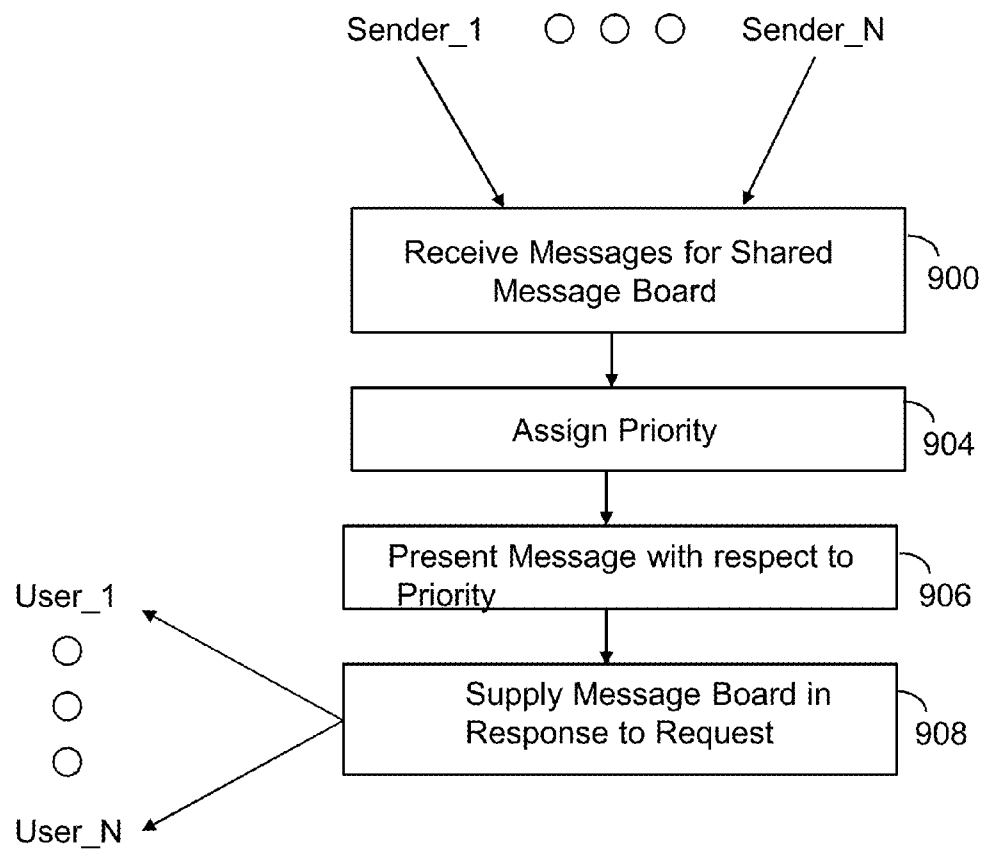 Sender_1
Sender_N
Receive Messages for Shared
Message Board
900
Assign Priority
904
Present Message with respect to
Priority
906
User_1
Supply Message Board in
Response to Request
908
User_N